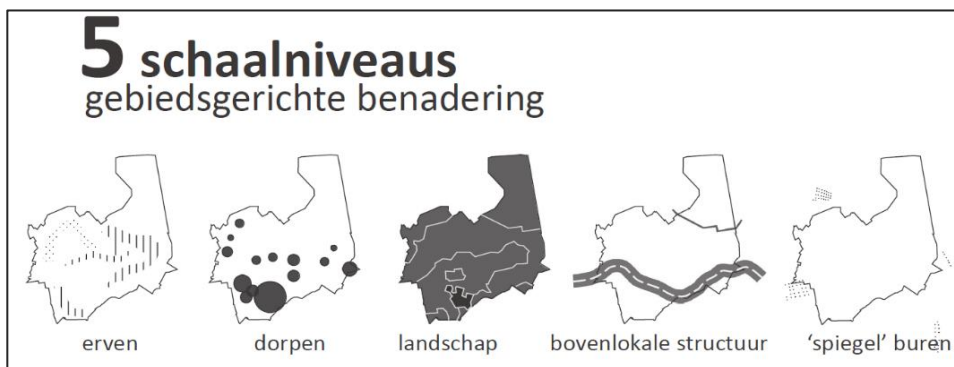 5 schaalniveaus
gebiedsgerichte benadering
erven
dorpen
landschap
bovenlokale structuur
‘spiegel’ buren